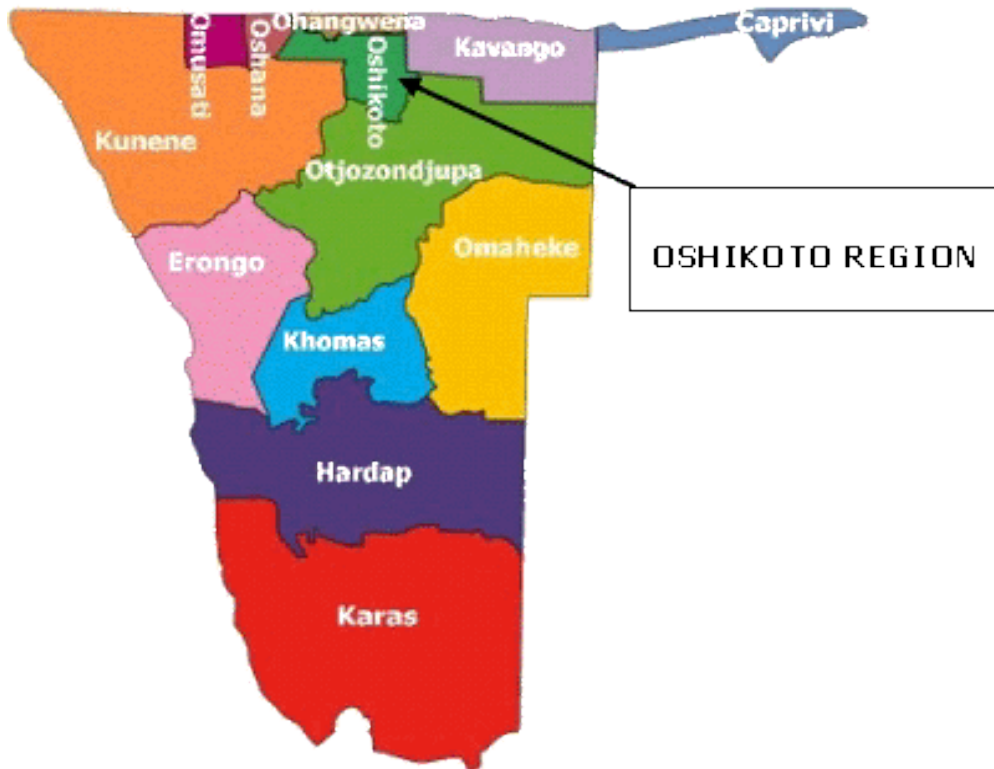 Ohangwena
Caprivi
Omusati
Oshana
Oshikoto
Kavango
Kunene
Otjozondjupa
Erongo
Omaheke
OSHIKOTO REGION
Khomas
Hardap
Karas